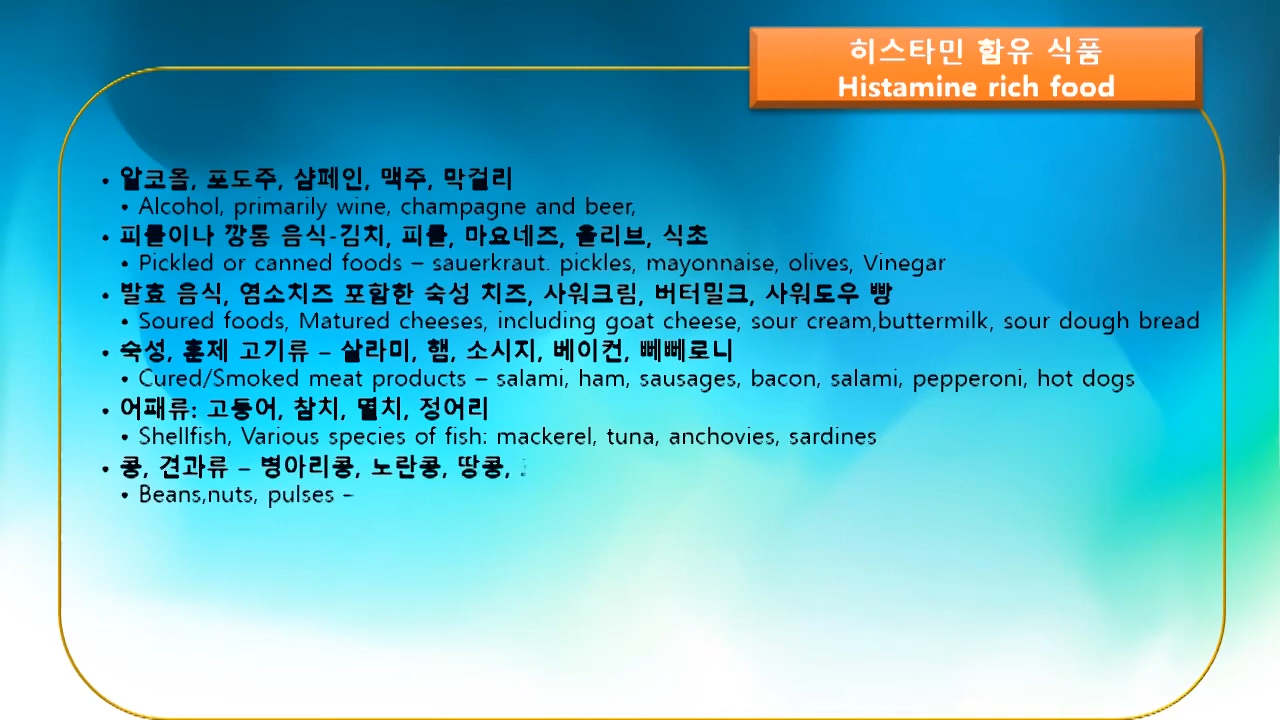 히스타민 함유 식품
Histamine rich food
• 알코올, 포도주, 샴페인, 맥주, 막걸리
• Alcohol, primarily wine, champagne and beer,
• 피클이나 깡통 음식-김치, 피클, 마요네즈, 올리브, 식초
• Pickled or canned foods – sauerkraut. pickles, mayonnaise, olives, Vinegar
• 발효 음식, 염소치즈 포함한 숙성 치즈, 사워크림, 버터밀크, 사워도우 빵
• Soured foods, Matured cheeses, including goat cheese, sour cream,buttermilk, sour dough bread
• 숙성, 훈제 고기류 – 살라미, 햄, 소시지, 베이컨, 뻬뻬로니
• Cured/Smoked meat products – salami, ham, sausages, bacon, salami, pepperoni, hot dogs
• 어패류: 고등어, 참치, 멸치, 정어리
• Shellfish, Various species of fish: mackerel, tuna, anchovies, sardines
• 콩, 견과류 – 병아리콩, 노란콩, 땅콩,
• Beans,nuts, pulses –